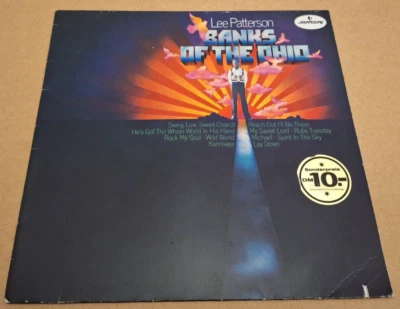 Lee Patterson
mercury
BANKS
OF THE OHIO
Swing Low, Sweet Chariot Reach Out I'll Be There
He's Got The Whole World In His Hand My Sweet Lord · Ruby Tuesday
Rock My Soul · Wild World Michael · Spirit In The Sky
Kumbaya Lay Down
Sonderpreis
DM 10.-